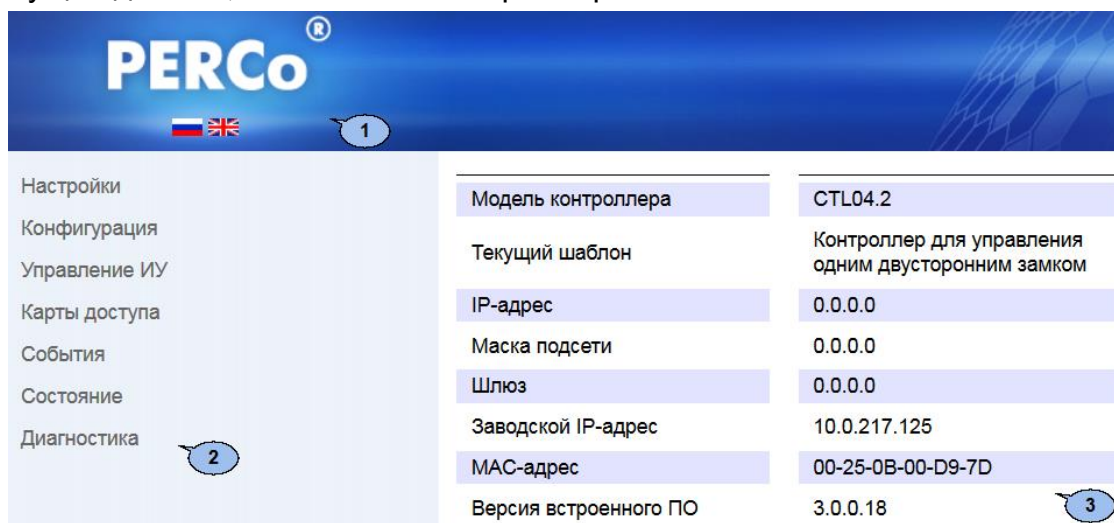 PERCo®
1
Настройки
Конфигурация
Управление ИУ
Карты доступа
События
Состояние
Диагностика
2
Модель контроллера CTL04.2
Текущий шаблон Контроллер для управления
одним двусторонним замком
IP-адрес 0.0.0.0
Маска подсети 0.0.0.0
Шлюз 0.0.0.0
Заводской IP-адрес 10.0.217.125
MAC-адрес 00-25-0B-00-D9-7D
Версия встроенного ПО 3.0.0.18
3